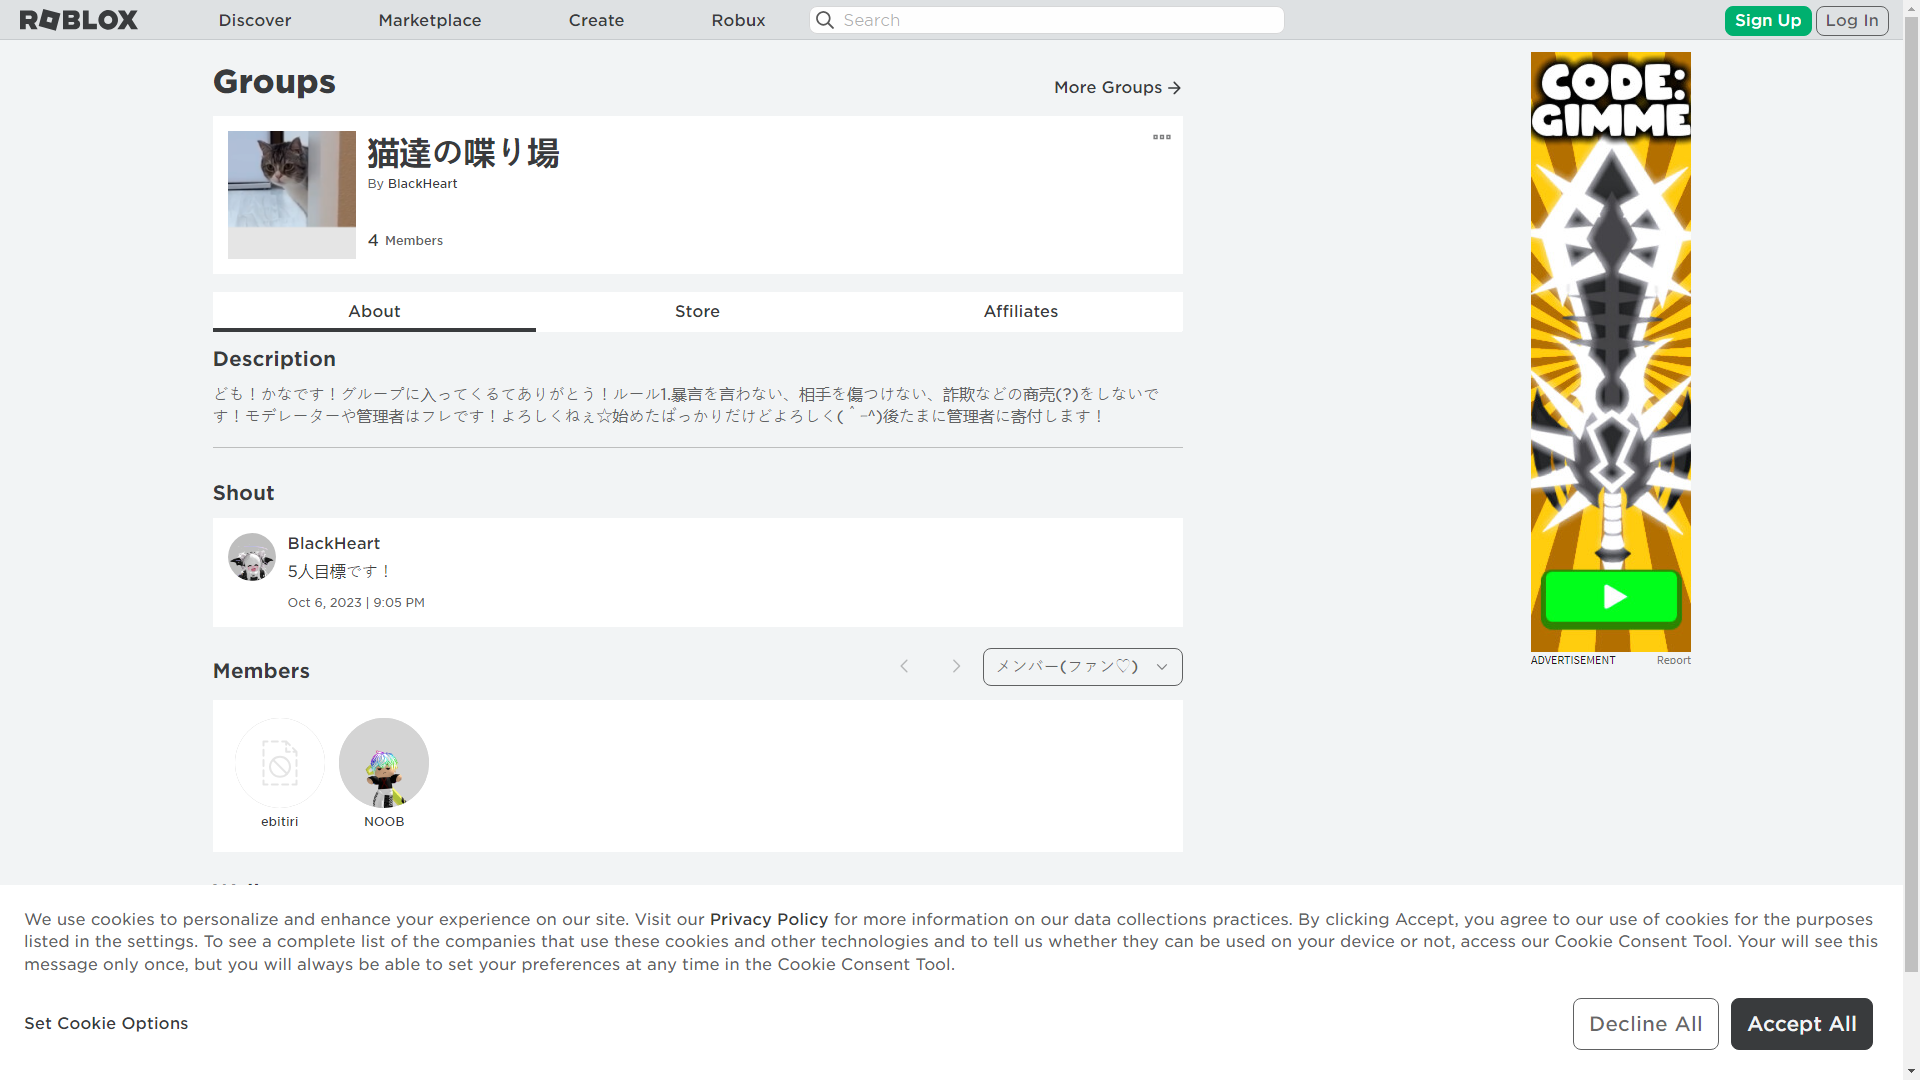 ROBLOX
Discover
Marketplace
Create
Robux
Search
Sign Up
Log In
Groups
More Groups
猫達の喋り場
By BlackHeart
4 Members
About
Store
Affiliates
Description
ども！かなです！グループに入ってくるてありがとう！ルール1.暴言を言わない、相手を傷つけない、詐欺などの商売(?)をしないで
す！モデレーターや管理者はフレです！よろしくねぇ☆始めたばっかりだけどよろしく(＾−^)後たまに管理者に寄付します！
Shout
BlackHeart
5人目標です！
Oct 6, 2023 | 9:05 PM
Members
メンバー(ファン♡)
ebitiri
NOOB
CODE:
GIMME
ADVERTISEMENT
Report
We use cookies to personalize and enhance your experience on our site. Visit our Privacy Policy for more information on our data collections practices. By clicking Accept, you agree to our use of cookies for the purposes
listed in the settings. To see a complete list of the companies that use these cookies and other technologies and to tell us whether they can be used on your device or not, access our Cookie Consent Tool. Your will see this
message only once, but you will always be able to set your preferences at any time in the Cookie Consent Tool.
Set Cookie Options
Decline All
Accept All